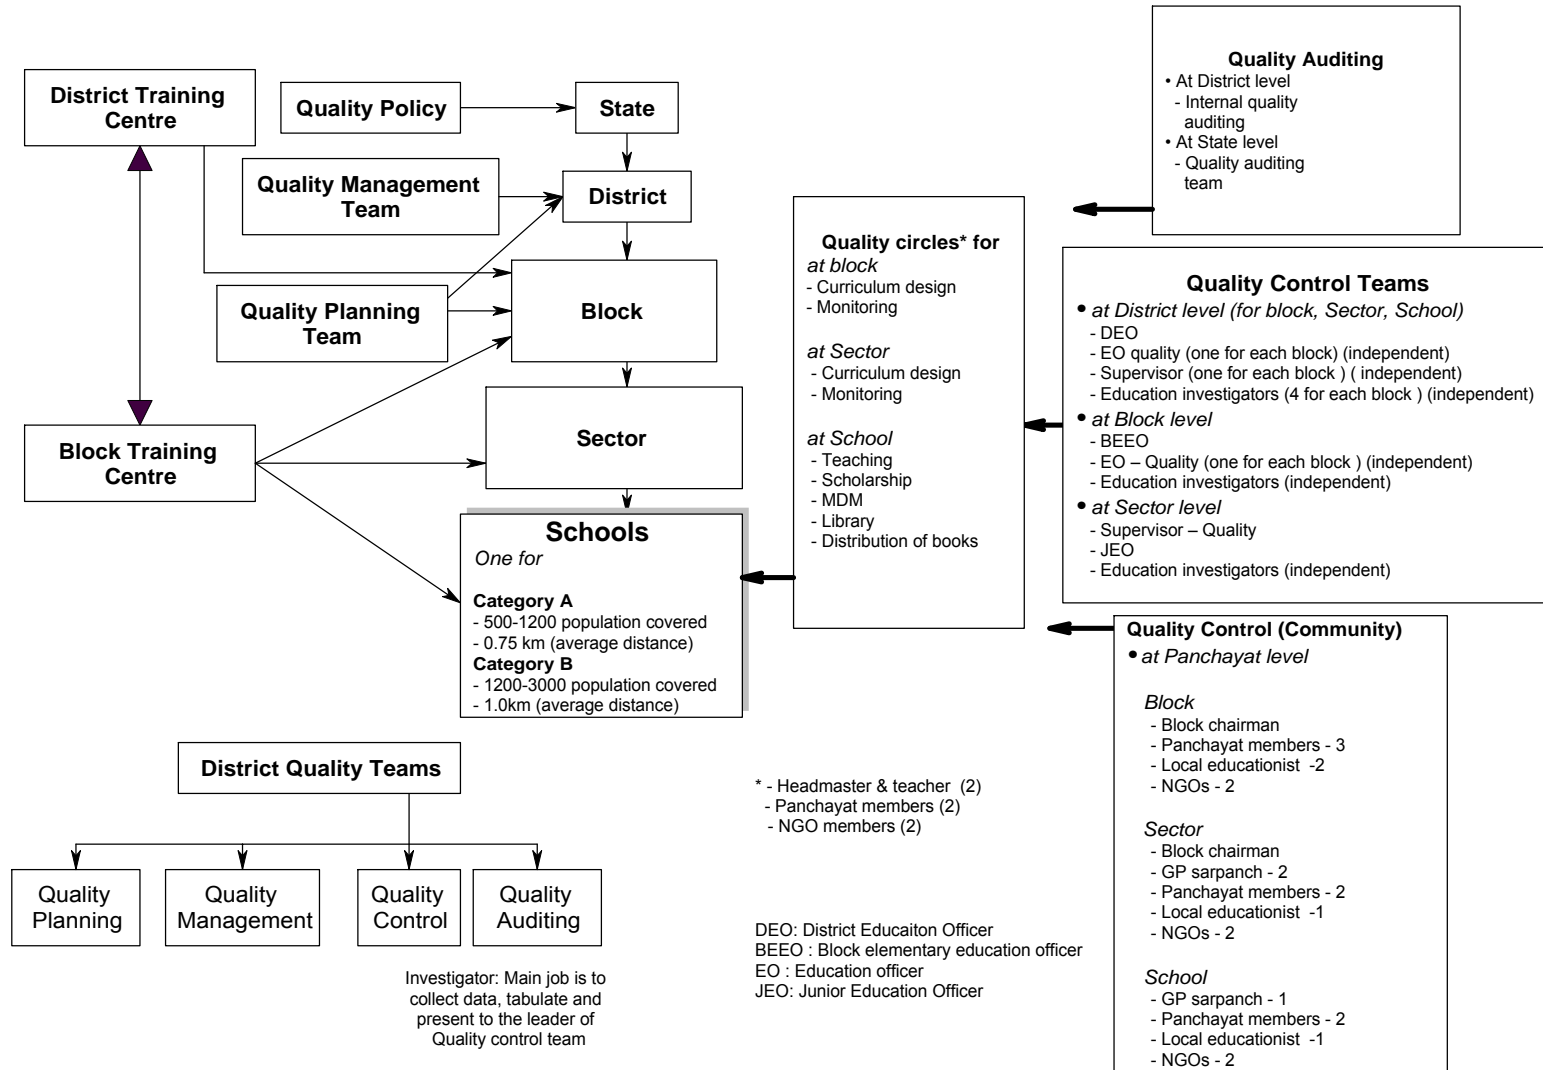 District Training
Centre
Quality Policy
State
Quality Management
Team
District
Quality Planning
Team
Block
Block Training
Centre
Sector
Schools
One for
Category A
- 500-1200 population covered
- 0.75 km (average distance)
Category B
- 1200-3000 population covered
- 1.0km (average distance)
Quality circles* for
at block
- Curriculum design
- Monitoring
at Sector
- Curriculum design
- Monitoring
at School
- Teaching
- Scholarship
- MDM
- Library
- Distribution of books
Quality Auditing
• At District level
- Internal quality
auditing
• At State level
- Quality auditing
team
Quality Control Teams
• at District level (for block, Sector, School)
- DEO
- EO quality (one for each block) (independent)
- Supervisor (one for each block ) ( independent)
- Education investigators (4 for each block ) (independent)
• at Block level
- BEEO
- EO – Quality (one for each block ) (independent)
- Education investigators (independent)
• at Sector level
- Supervisor – Quality
- JEO
- Education investigators (independent)
Quality Control (Community)
• at Panchayat level
Block
- Block chairman
- Panchayat members - 3
- Local educationist -2
- NGOs - 2
Sector
- Block chairman
- GP sarpanch - 2
- Panchayat members - 2
- Local educationist -1
- NGOs - 2
School
- GP sarpanch - 1
- Panchayat members - 2
- Local educationist -1
- NGOs - 2
District Quality Teams
Quality
Planning
Quality
Management
Quality
Control
Quality
Auditing
Investigator: Main job is to
collect data, tabulate and
present to the leader of
Quality control team
* - Headmaster & teacher (2)
- Panchayat members (2)
- NGO members (2)
DEO: District Educaiton Officer
BEEO : Block elementary education officer
EO : Education officer
JEO: Junior Education Officer